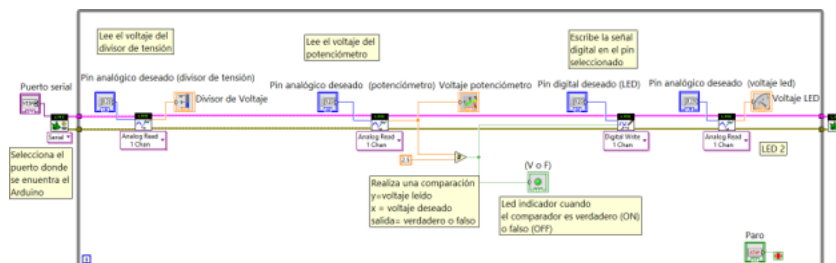 Lee el voltaje del
divisor de tensión
Lee el voltaje del
potenciómetro
Escribe la señal
digital en el pin
seleccionado
Puerto serial
Pin analógico deseado (divisor de tensión)
Divisor de Voltaje
Pin analógico deseado (potenciómetro)
Voltaje potenciómetro
Pin digital deseado (LED)
Pin analógico deseado (voltaje led)
Voltaje LED
Serial
Analog Read
1 Chan
Analog Read
1 Chan
Digital Write
1 Chan
Analog Read
1 Chan
LED 2
Selecciona el
puerto donde
se enuentra el
Arduino
2.5
Realiza una comparación
y=voltaje leído
x = voltaje deseado
salida= verdadero o falso
(V o F)
Led indicador cuando
el comparador es verdadero (ON)
o falso (OFF)
Paro
i